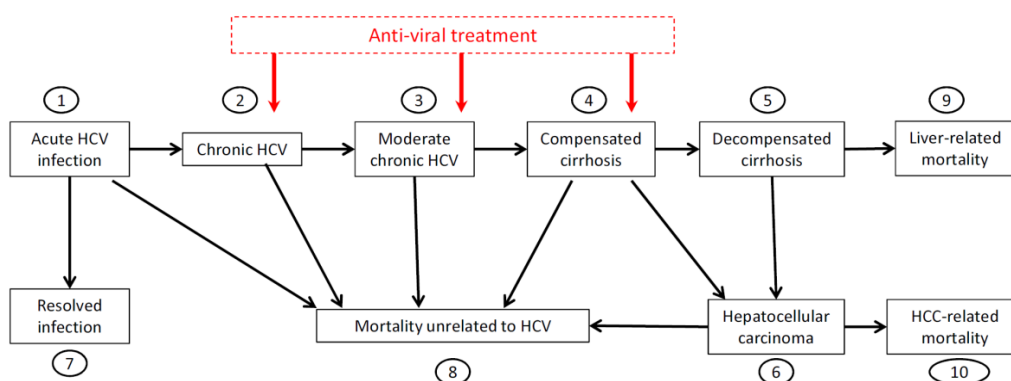 Anti-viral treatment
1
2
3
4
5
9
Acute HCV
infection
Chronic HCV
Moderate
chronic HCV
Compensated
cirrhosis
Decompensated
cirrhosis
Liver-related
mortality
Resolved
infection
Mortality unrelated to HCV
Hepatocellular
carcinoma
HCC-related
mortality
7
8
6
10